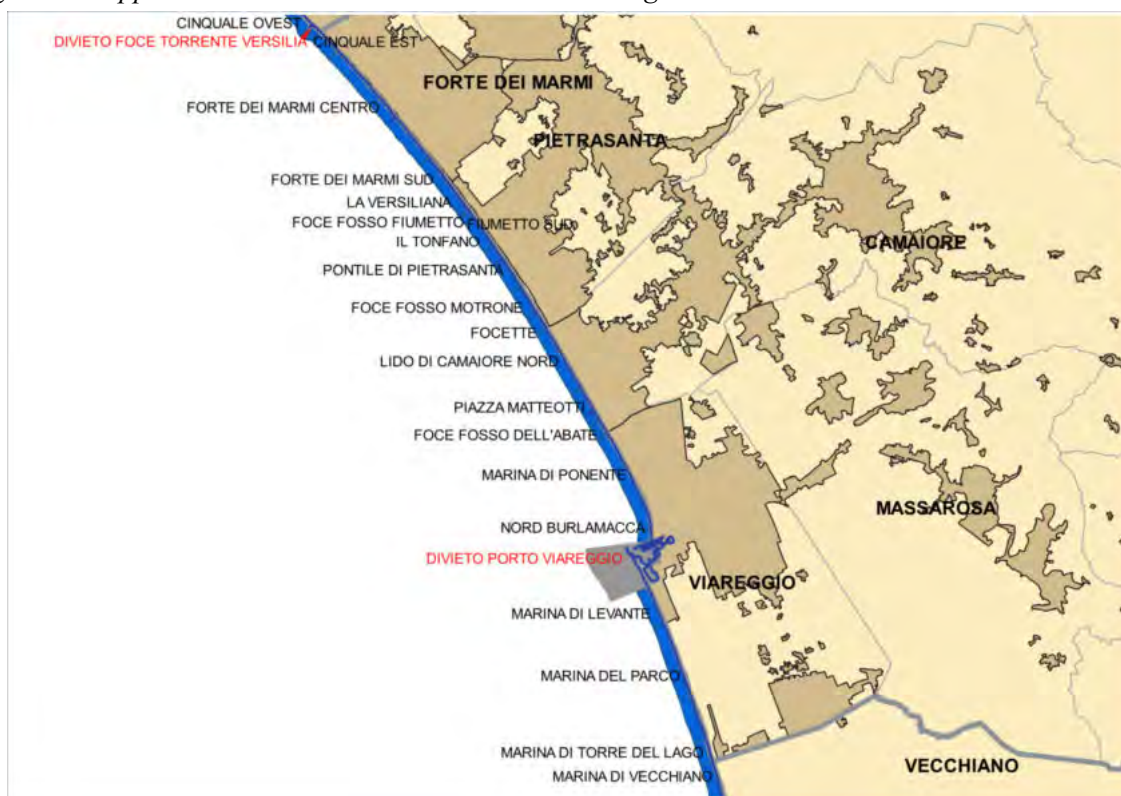 CINQUALE OVEST
DIVIETO FOCE TORRENTE VERSILIA CINQUALE EST
FORTE DEI MARMI
FORTE DEI MARMI CENTRO
PIETRASANTA
FORTE DEI MARMI SUD
LA VERSILIANA
FOCE FOSSO FIUMETTO FIUMETTO SUD
IL TONFANO
CAMAIORE
PONTILE DI PIETRASANTA
FOCE FOSSO MOTRONE
FOCETTE
LIDO DI CAMAIORE NORD
PIAZZA MATTEOTTI
FOCE FOSSO DELL'ABATE
MARINA DI PONENTE
MASSAROSA
NORD BURLAMACCA
DIVIETO PORTO VIAREGGIO
VIAREGGIO
MARINA DI LEVANTE
MARINA DEL PARCO
MARINA DI TORRE DEL LAGO
VECCHIANO
MARINA DI VECCHIANO